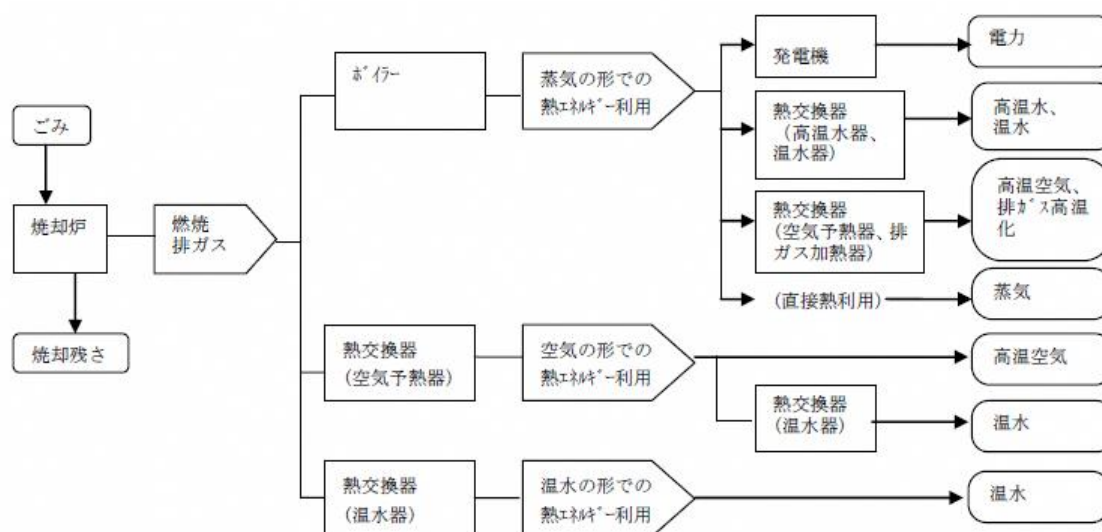 ごみ
焼却炉
焼却残さ
燃焼
排ガス
ﾎﾞｲﾗｰ
蒸気の形での
熱ｴﾈﾙｷﾞｰ利用
発電機
電力
熱交換器
（高温水器、
温水器）
高温水、
温水
熱交換器
(空気予熱器、排
ガス加熱器)
高温空気、
排ｶﾞｽ高温
化
(直接熱利用)
蒸気
熱交換器
(空気予熱器)
空気の形での
熱ｴﾈﾙｷﾞｰ利用
高温空気
熱交換器
(温水器)
温水
熱交換器
(温水器)
温水の形での
熱ｴﾈﾙｷﾞｰ利用
温水